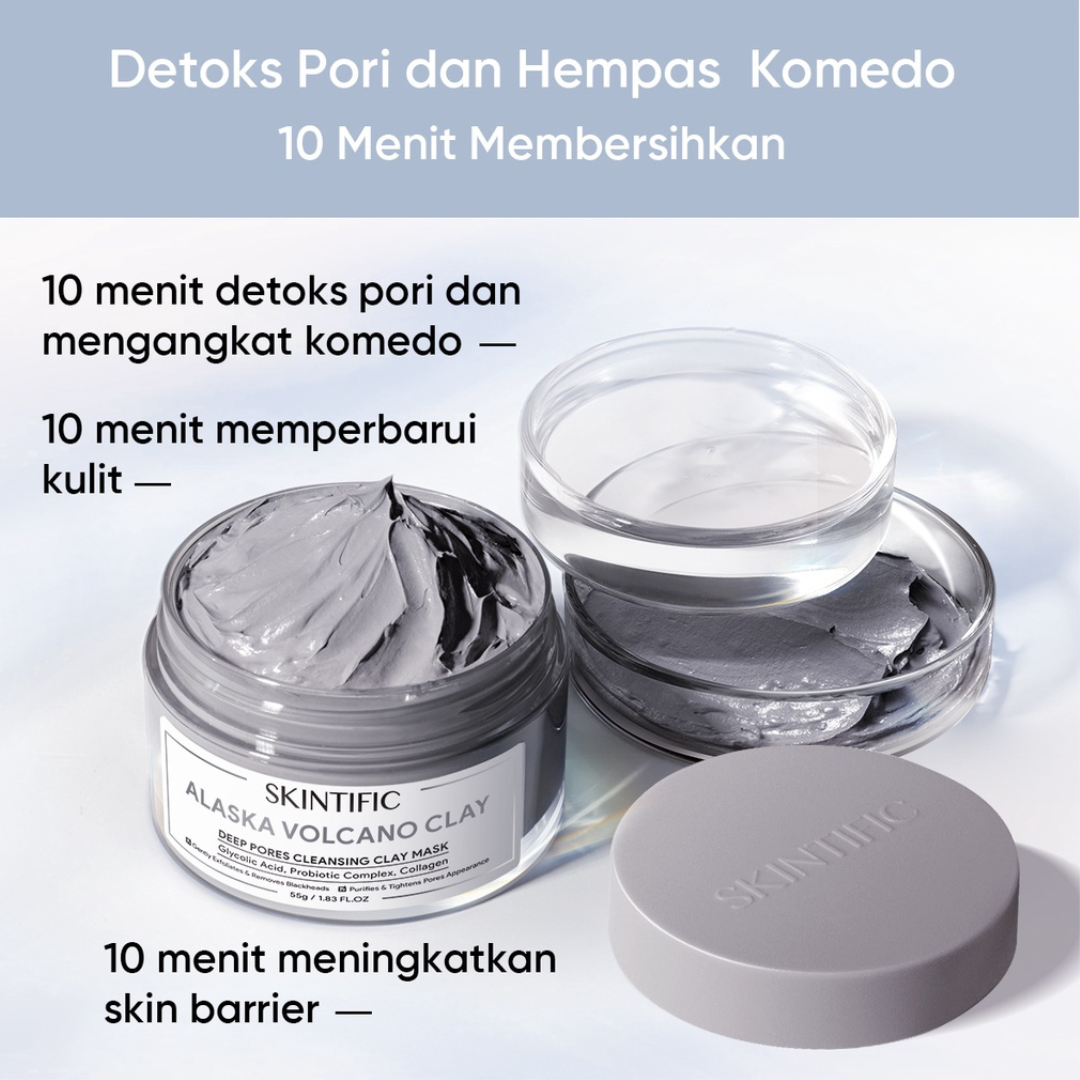 Detoks Pori dan Hempas Komedo
10 Menit Membersihkan
10 menit detoks pori dan
mengangkat komedo —
10 menit memperbarui
kulit —
SKINTIFIC
ALASKA VOLCANO CLAY
DEEP PORES CLEANSING CLAY MASK
Glycolic Acid, Probiotic Complex, Collagen
Gently Exfoliates & Removes Blackheads Purifies & Tightens Pores Appearance
55g / 1.83 FL.OZ
SKINTIFIC
10 menit meningkatkan
skin barrier —